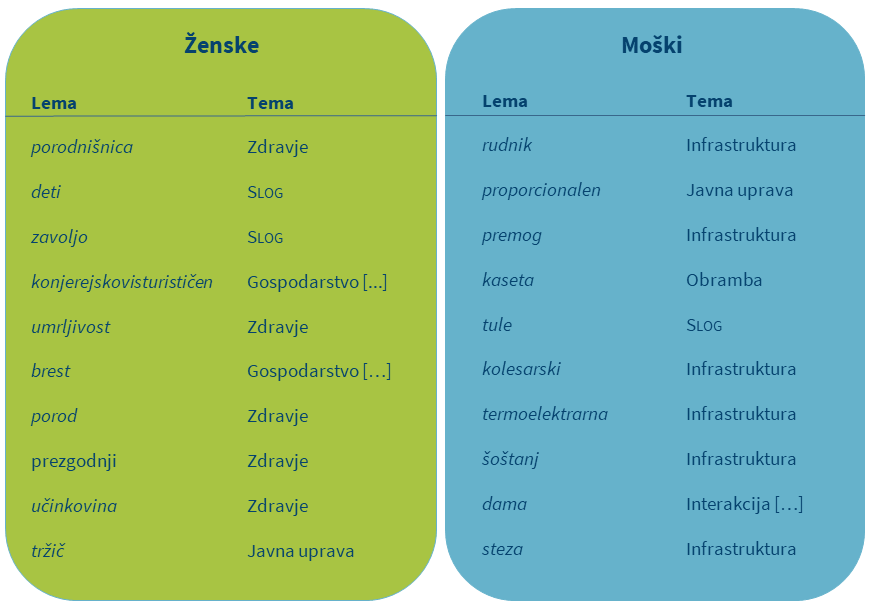 Ženske
Lema Tema
porodnišnica Zdravje
deti SLOG
zavoljo SLOG
konjerejskovisturističen Gospodarstvo [...]
umrljivost Zdravje
brest Gospodarstvo […]
porod Zdravje
prezgodnji Zdravje
učinkovina Zdravje
tržič Javna uprava
Moški
Lema Tema
rudnik Infrastruktura
proporcionalen Javna uprava
premog Infrastruktura
kaseta Obramba
tule SLOG
kolesarski Infrastruktura
termoelektrarna Infrastruktura
šoštanj Infrastruktura
dama Interakcija […]
steza Infrastruktura